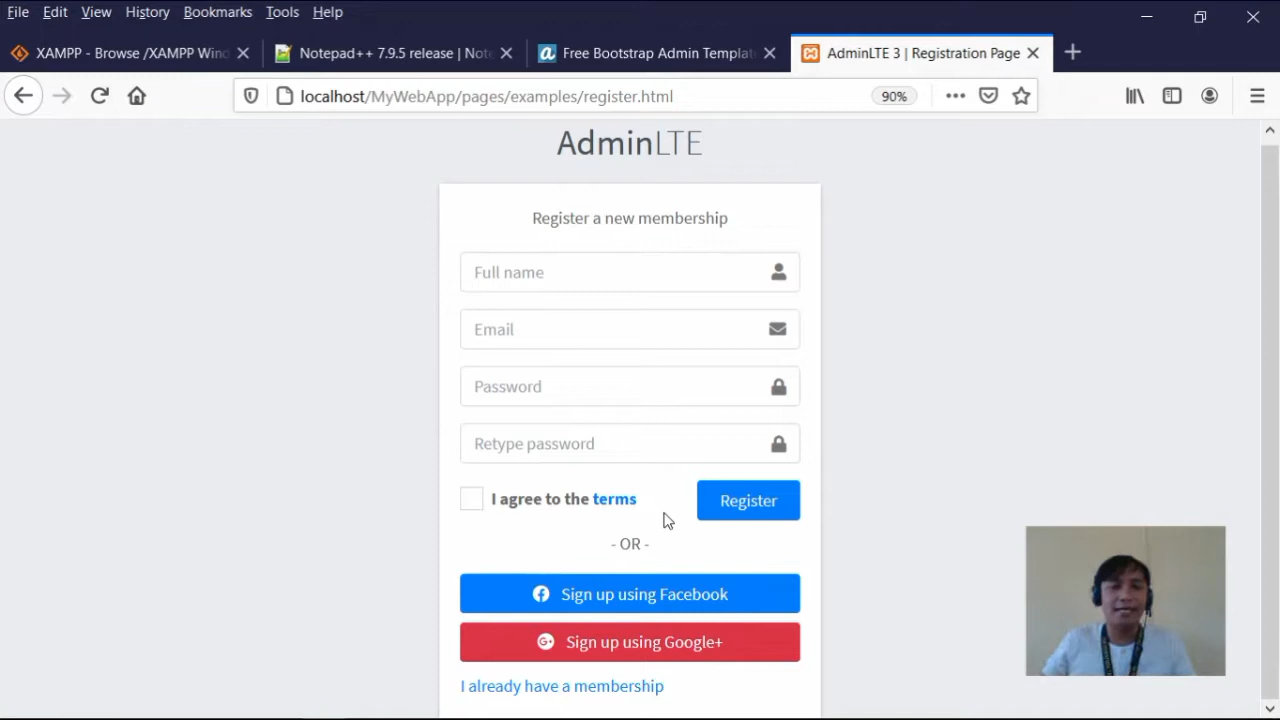 File Edit View History Bookmarks Tools Help
XAMPP - Browse /XAMPP Wind
Notepad++ 7.9.5 release | Note
Free Bootstrap Admin Template
AdminLTE 3 | Registration Page
localhost/MyWebApp/pages/examples/register.html
90%
AdminLTE
Register a new membership
Full name
Email
Password
Retype password
I agree to the terms
Register
- OR -
Sign up using Facebook
G+ Sign up using Google+
I already have a membership